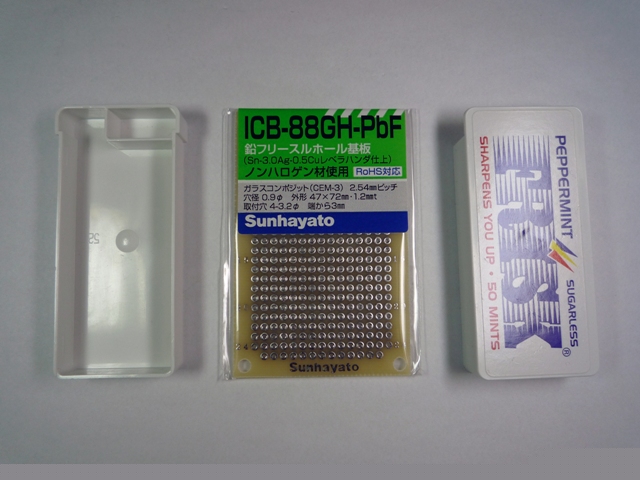 ICB-88GH-PbF
鉛フリースルホール基板
(Sn-3.0Ag-0.5Cuレベラハンダ仕上)
ノンハロゲン材使用 RoHS対応
ガラスコンポジット(CEM-3) 2.54mmピッチ
穴径 0.9φ 外形 47×72mm・1.2mmt
取付穴 4-3.2φ 端から3mm
Sunhayato
Sunhayato
PEPPERMINT SUGARLESS
HSK®
SHARPENS YOU UP • 50 MINTS